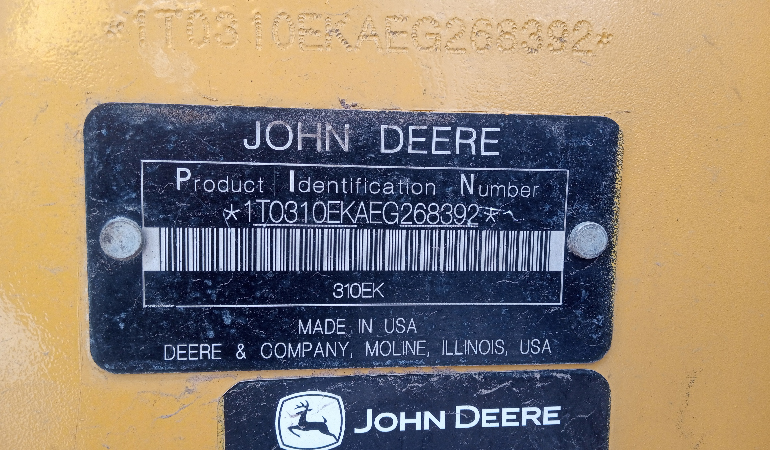 *1T0310EKAEG268392*
JOHN DEERE
Product Identification Number
*1T0310EKAEG268392*
310EK
MADE IN USA
DEERE & COMPANY, MOLINE, ILLINOIS, USA
JOHN DEERE